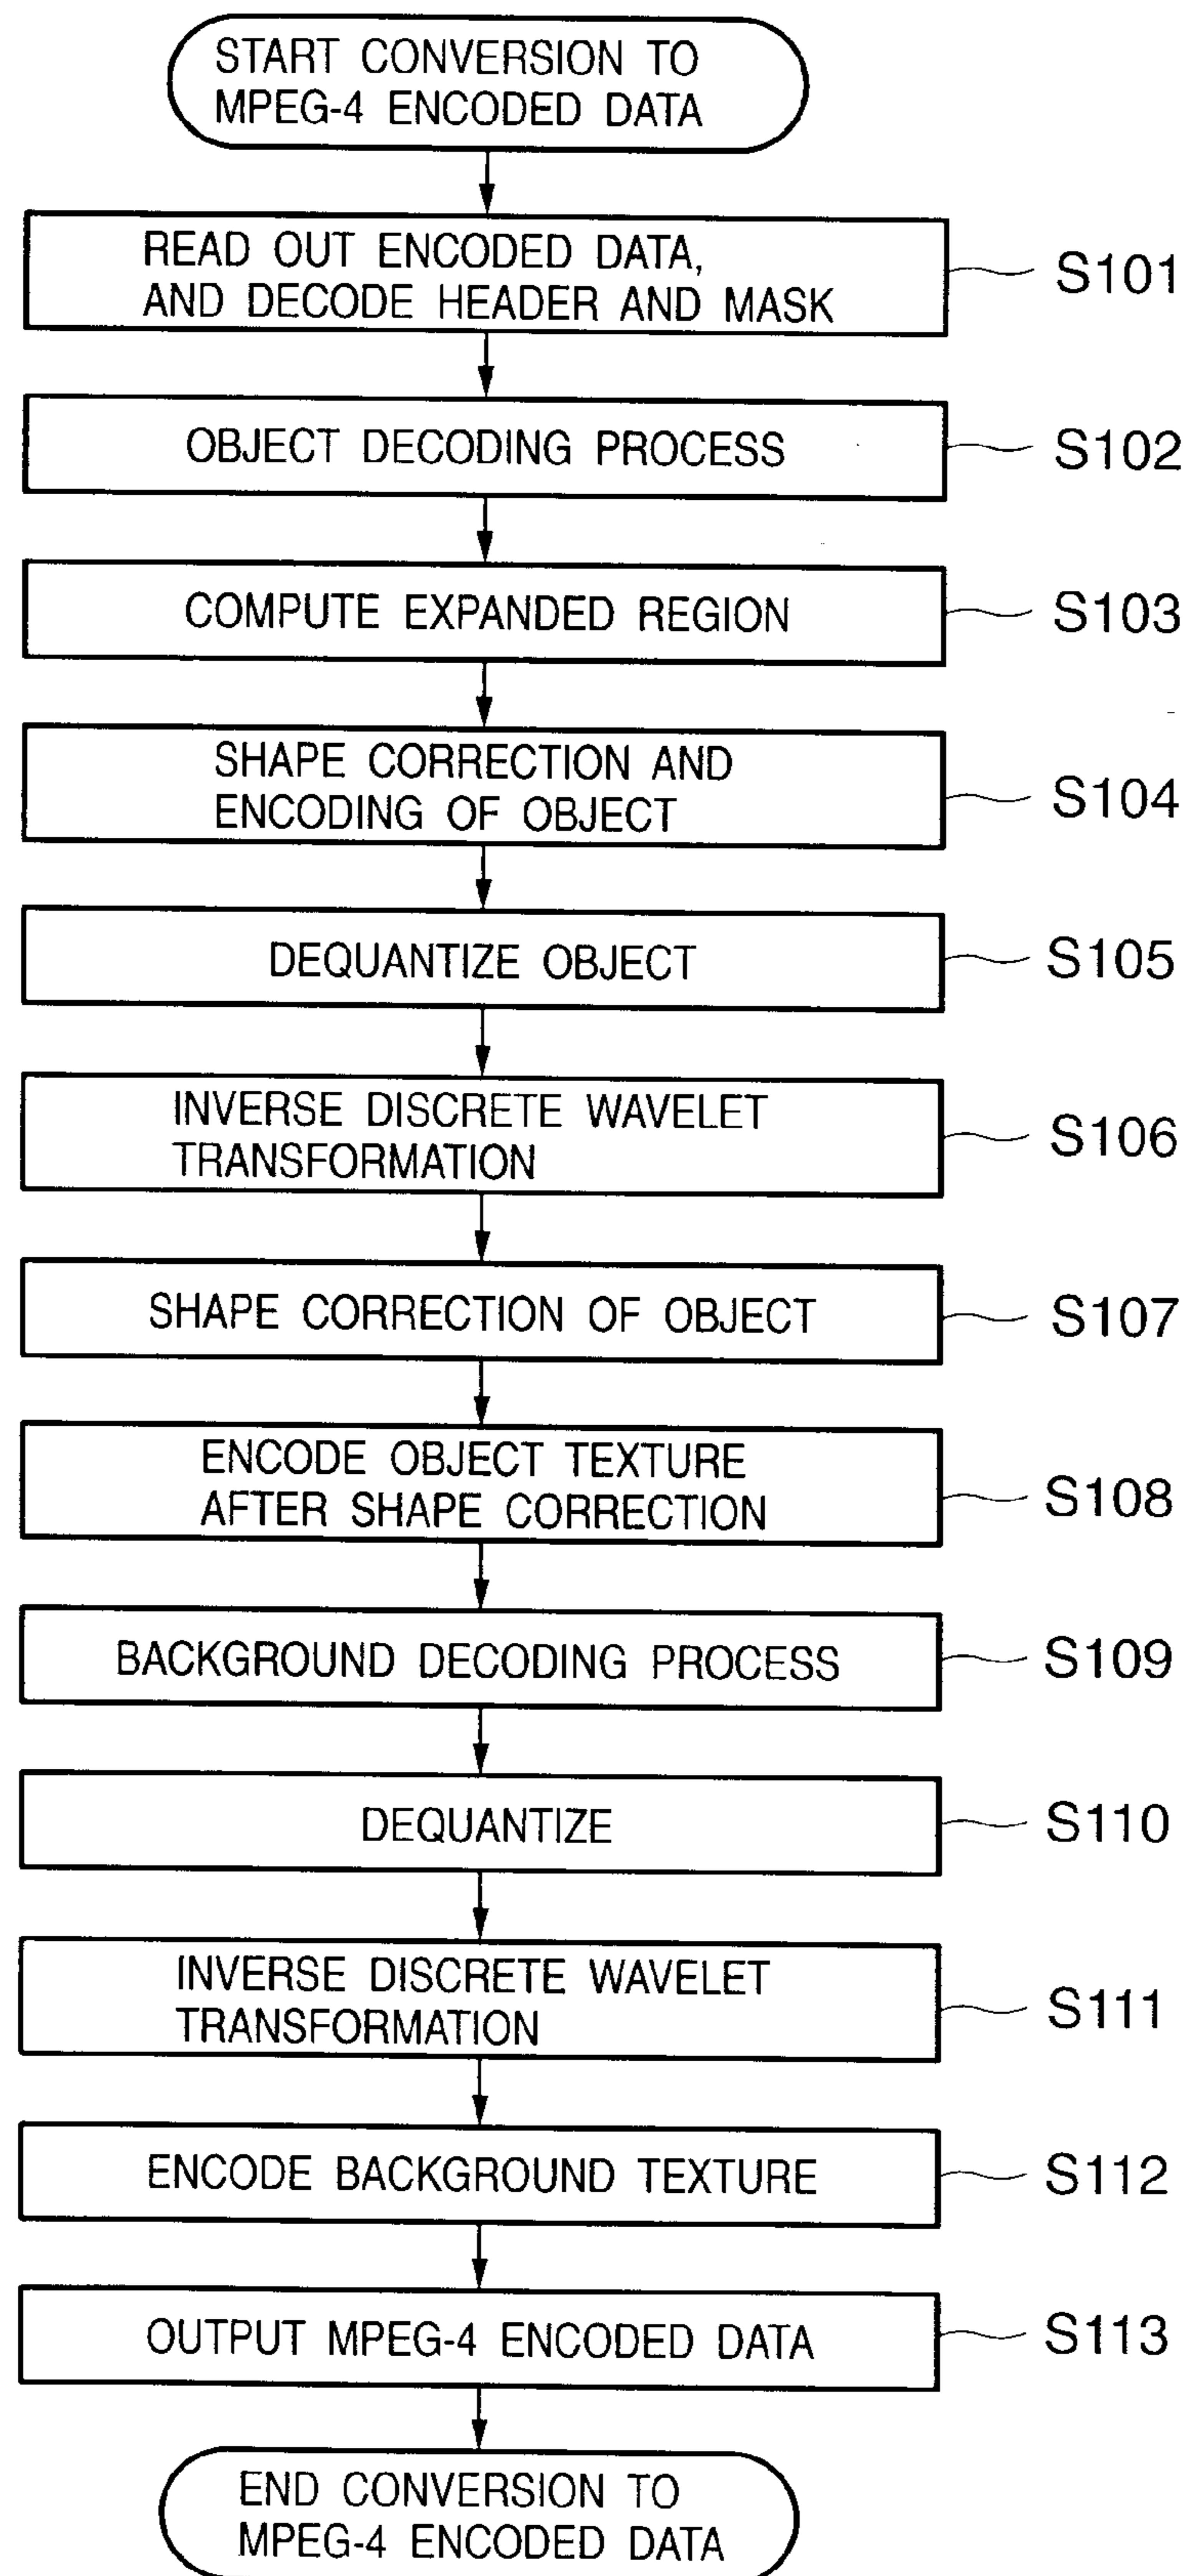 START CONVERSION TO
MPEG-4 ENCODED DATA
READ OUT ENCODED DATA,
AND DECODE HEADER AND MASK
S101
OBJECT DECODING PROCESS
S102
COMPUTE EXPANDED REGION
S103
SHAPE CORRECTION AND
ENCODING OF OBJECT
S104
DEQUANTIZE OBJECT
S105
INVERSE DISCRETE WAVELET
TRANSFORMATION
S106
SHAPE CORRECTION OF OBJECT
S107
ENCODE OBJECT TEXTURE
AFTER SHAPE CORRECTION
S108
BACKGROUND DECODING PROCESS
S109
DEQUANTIZE
S110
INVERSE DISCRETE WAVELET
TRANSFORMATION
S111
ENCODE BACKGROUND TEXTURE
S112
OUTPUT MPEG-4 ENCODED DATA
S113
END CONVERSION TO
MPEG-4 ENCODED DATA